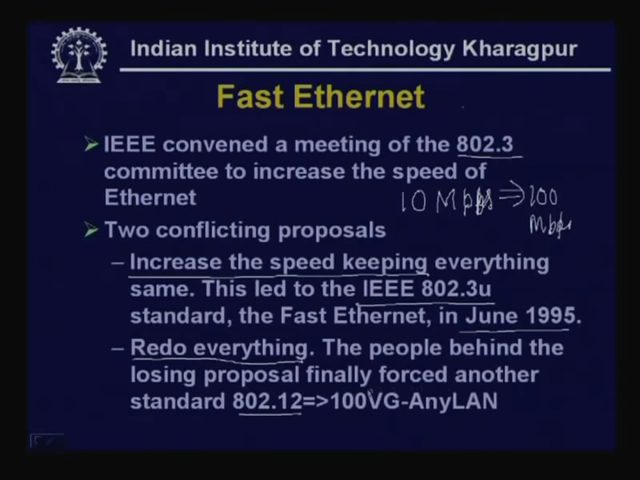 Indian Institute of Technology Kharagpur
Fast Ethernet
➢ IEEE convened a meeting of the 802.3
committee to increase the speed of
Ethernet
10 Mbps ⇒ 100
Mbps
➢ Two conflicting proposals
– Increase the speed keeping everything
same. This led to the IEEE 802.3u
standard, the Fast Ethernet, in June 1995.
– Redo everything. The people behind the
losing proposal finally forced another
standard 802.12=>100VG-AnyLAN